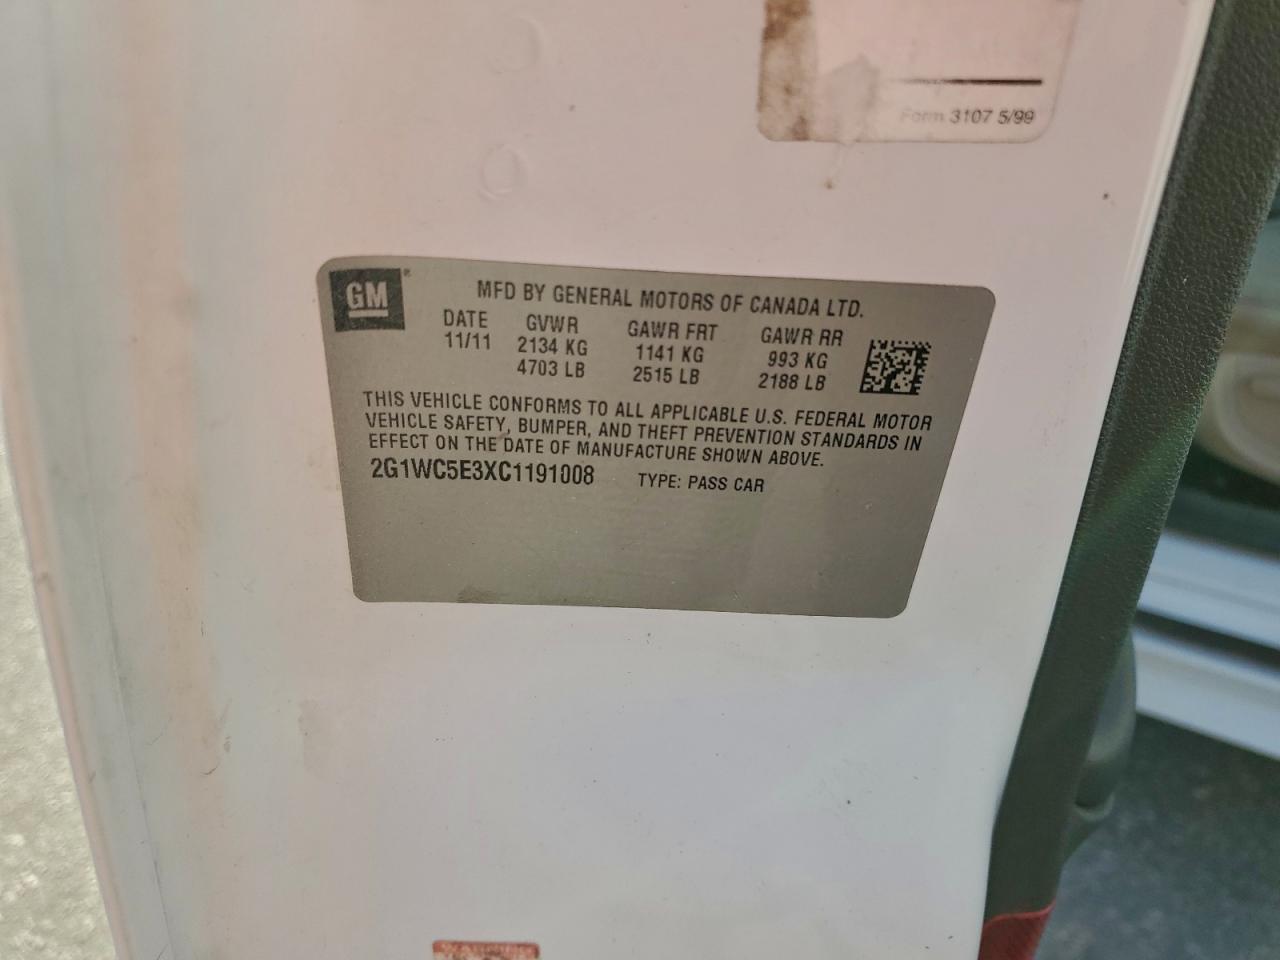 Form 3107 5/99
GM ®
MFD BY GENERAL MOTORS OF CANADA LTD.
DATE GVWR GAWR FRT GAWR RR
11/11 2134 KG 1141 KG 993 KG
4703 LB 2515 LB 2188 LB
THIS VEHICLE CONFORMS TO ALL APPLICABLE U.S. FEDERAL MOTOR
VEHICLE SAFETY, BUMPER, AND THEFT PREVENTION STANDARDS IN
EFFECT ON THE DATE OF MANUFACTURE SHOWN ABOVE.
2G1WC5E3XC1191008 TYPE: PASS CAR
WARNING